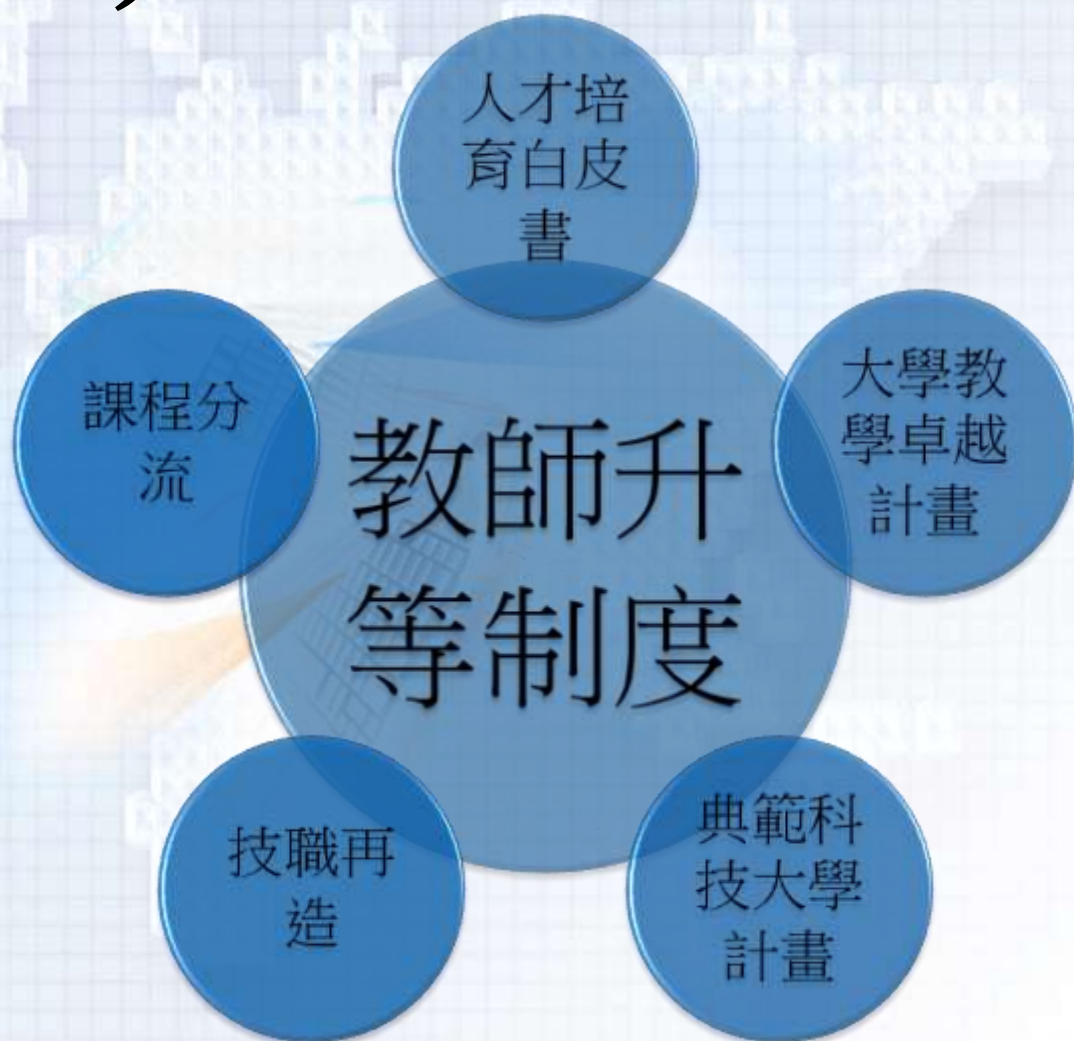 人才培
育白皮
書
大學教
學卓越
計畫
課程分
流
教師升
等制度
典範科
技大學
計畫
技職再
造